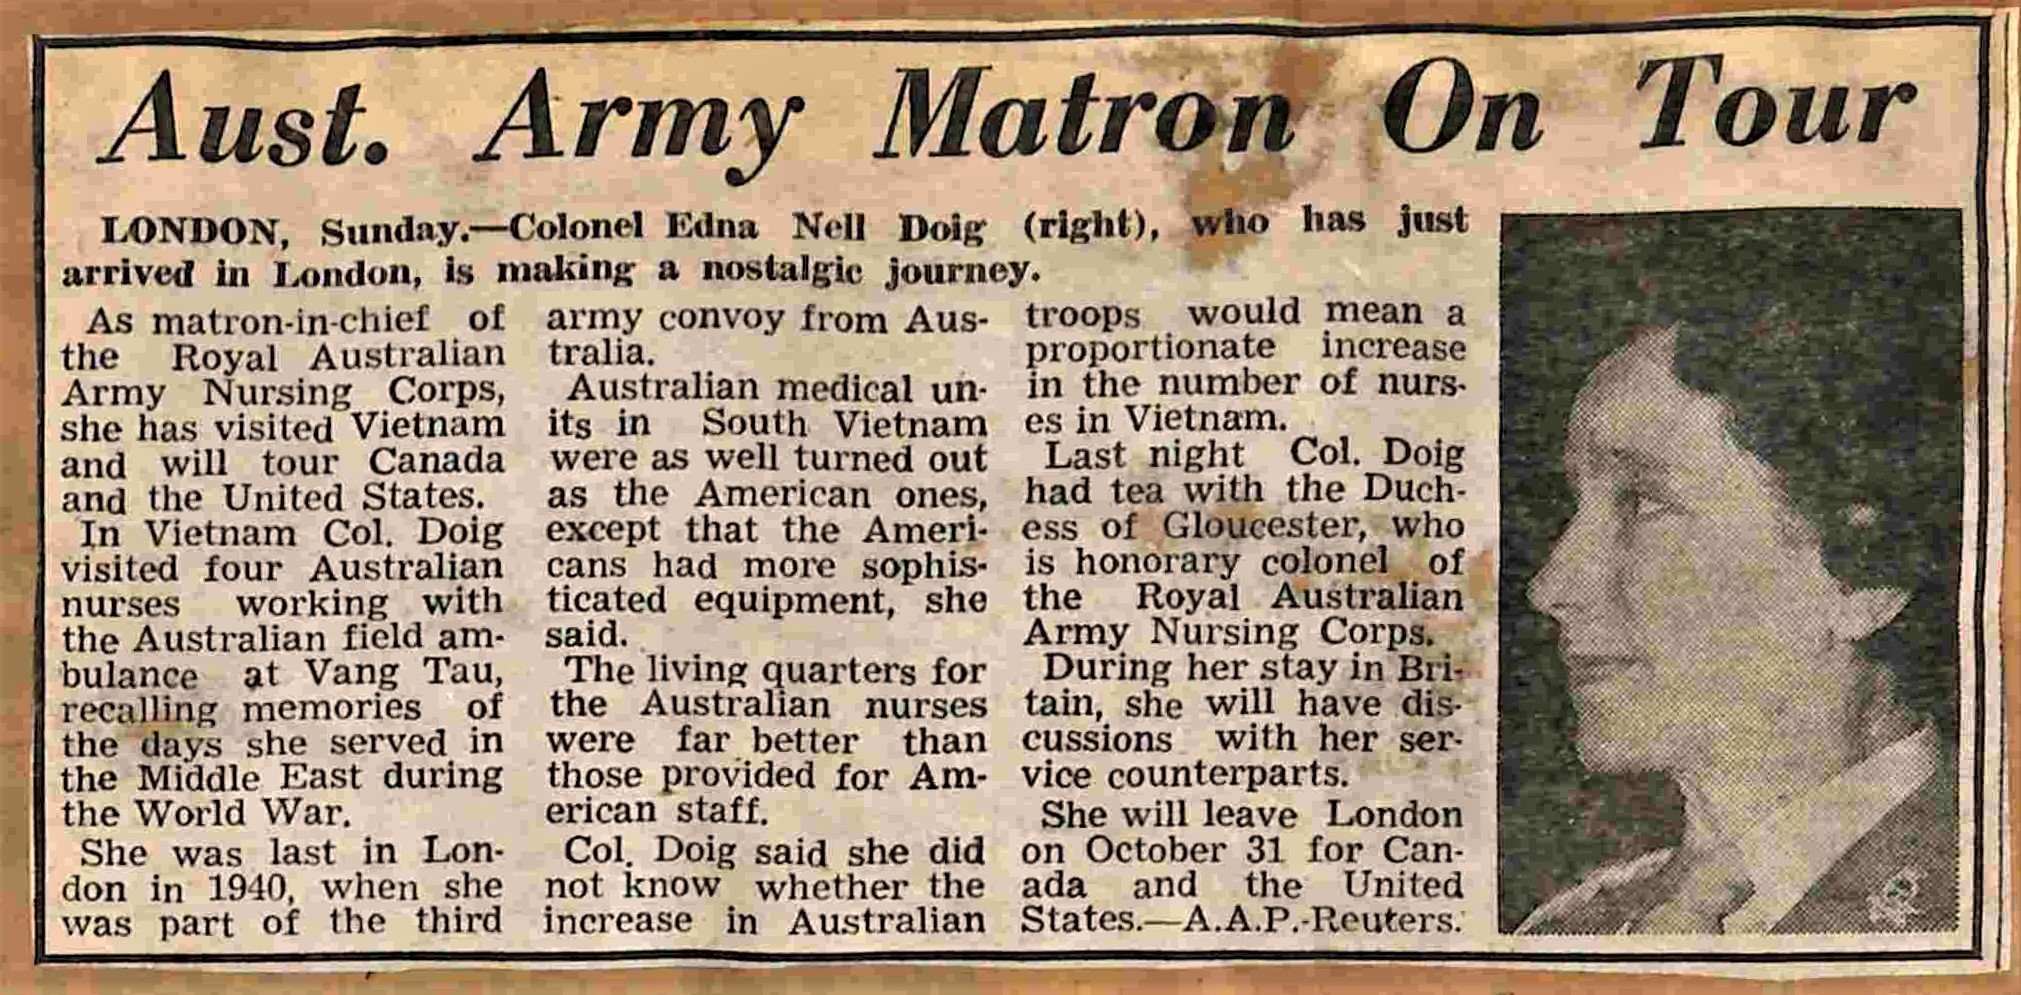 Aust. Army Matron On Tour
LONDON, Sunday.—Colonel Edna Nell Doig (right), who has just
arrived in London, is making a nostalgic journey.
As matron-in-chief of
the Royal Australian
Army Nursing Corps,
she has visited Vietnam
and will tour Canada
and the United States.
In Vietnam Col. Doig
visited four Australian
nurses working with
the Australian field am-
bulance at Vang Tau,
recalling memories of
the days she served in
the Middle East during
the World War.
She was last in Lon-
don in 1940, when she
was part of the third
army convoy from Aus-
tralia.
Australian medical un-
its in South Vietnam
were as well turned out
as the American ones,
except that the Ameri-
cans had more sophis-
ticated equipment, she
said.
The living quarters for
the Australian nurses
were far better than
those provided for Am-
erican staff.
Col. Doig said she did
not know whether the
increase in Australian
troops would mean a
proportionate increase
in the number of nurs-
es in Vietnam.
Last night Col. Doig
had tea with the Duch-
ess of Gloucester, who
is honorary colonel of
the Royal Australian
Army Nursing Corps.
During her stay in Bri-
tain, she will have dis-
cussions with her ser-
vice counterparts.
She will leave London
on October 31 for Can-
ada and the United
States.—A.A.P.-Reuters.